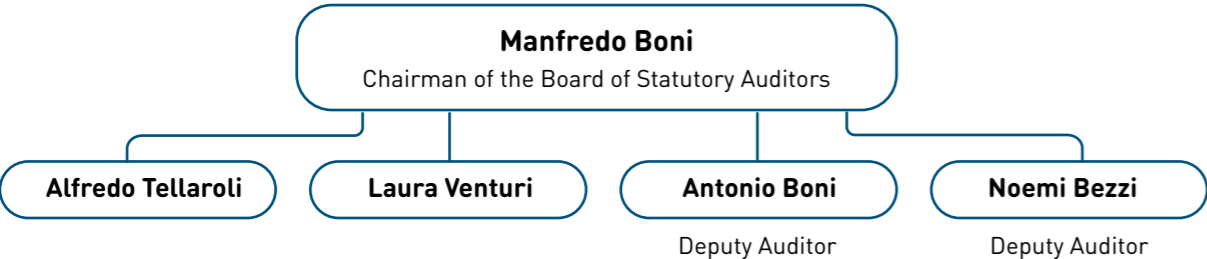 Manfredo Boni
Chairman of the Board of Statutory Auditors
Alfredo Tellaroli
Laura Venturi
Antonio Boni
Noemi Bezzi
Deputy Auditor
Deputy Auditor